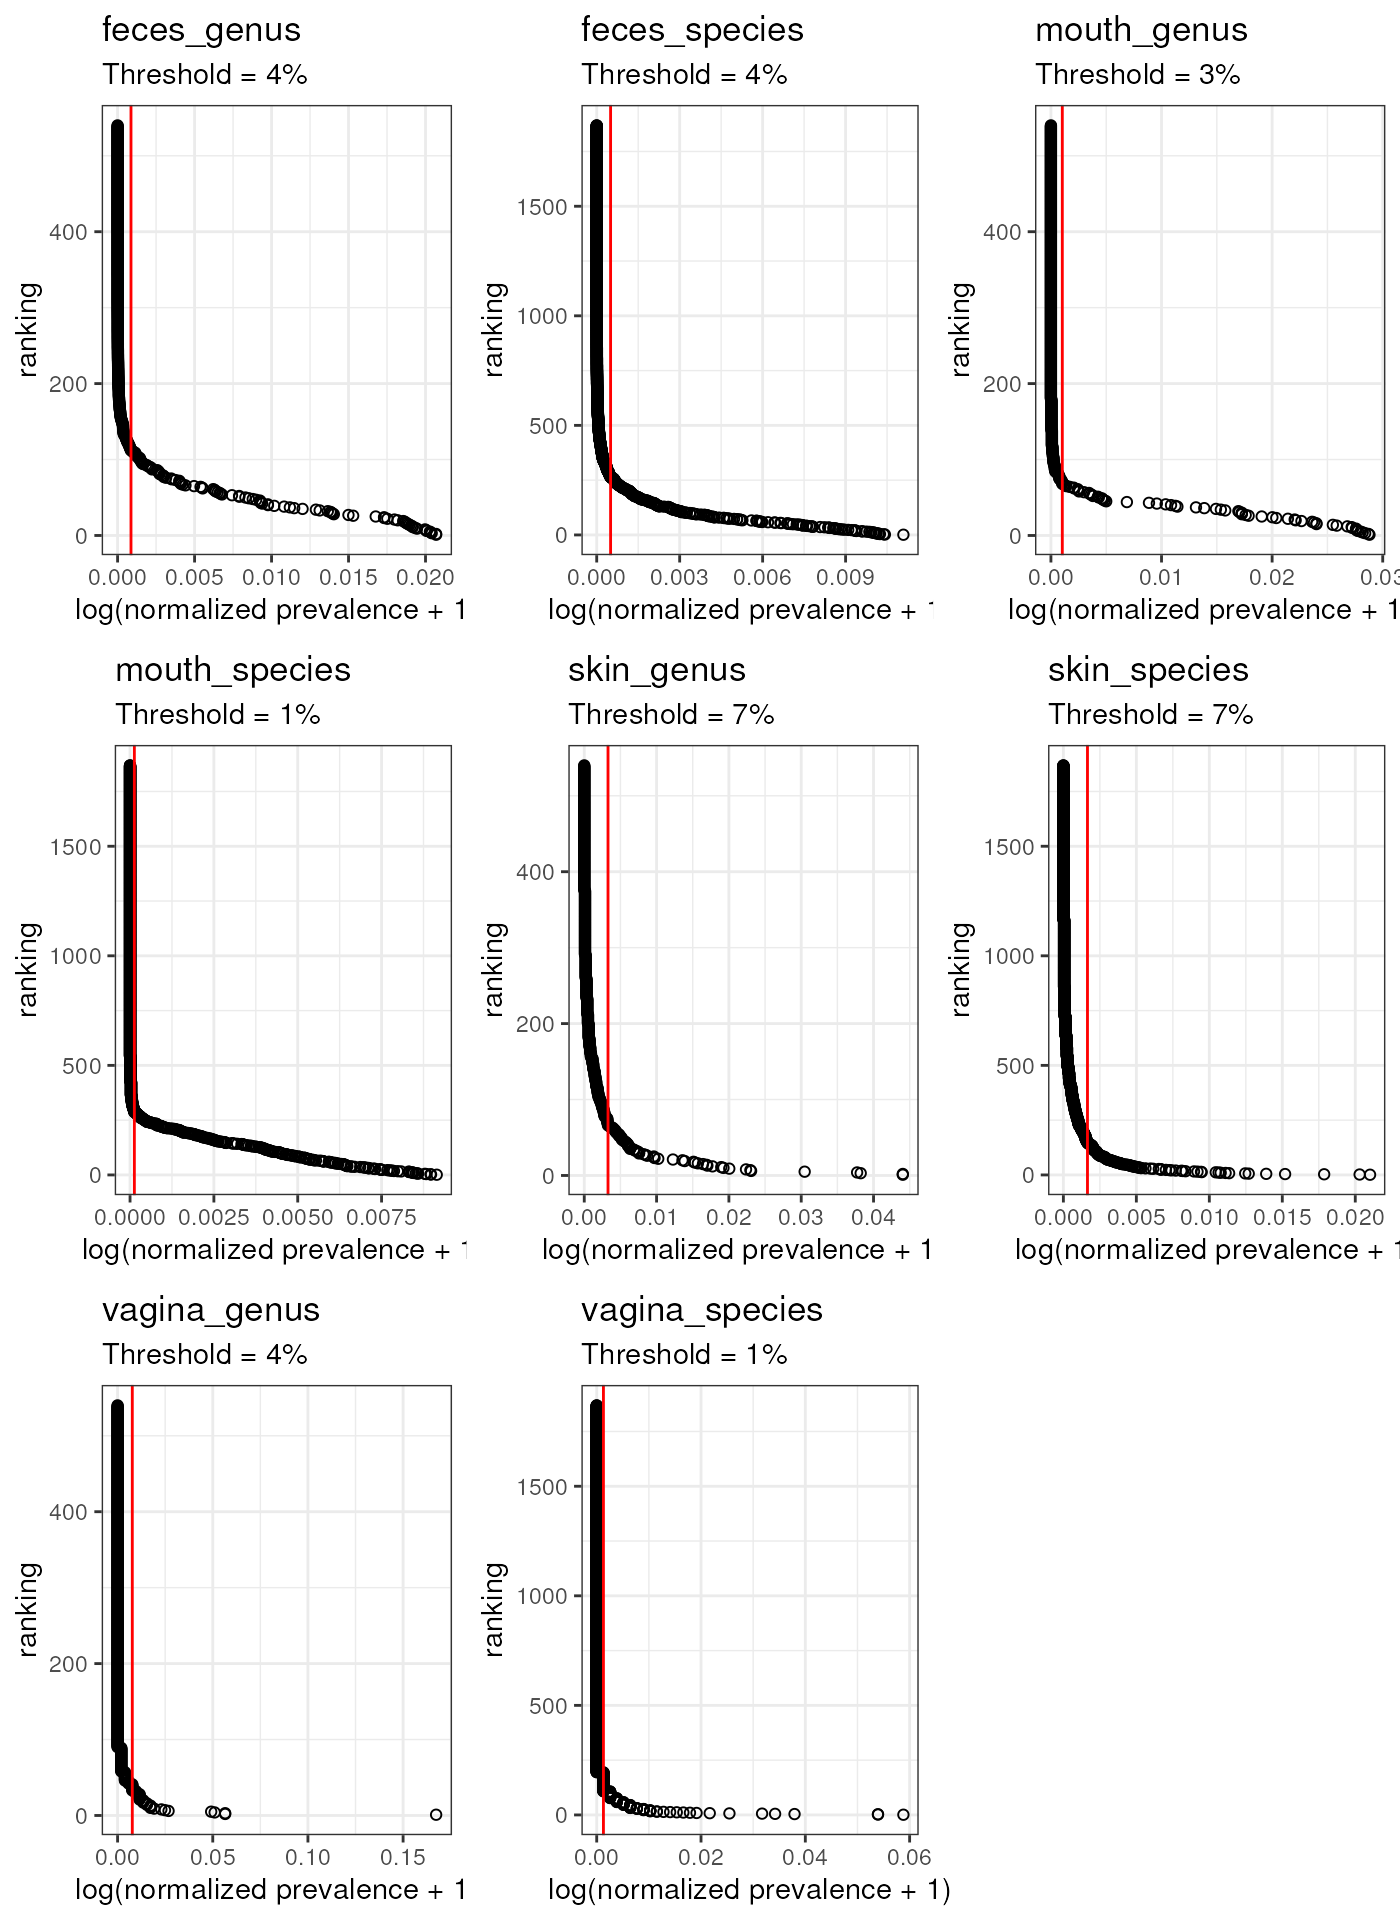 feces_genus
Threshold = 4%
ranking
400
200
0
0.000 0.005 0.010 0.015 0.020
log(normalized prevalence + 1
feces_species
Threshold = 4%
ranking
1500
1000
500
0
0.000 0.003 0.006 0.009
log(normalized prevalence + 1
mouth_genus
Threshold = 3%
ranking
400
200
0
0.00 0.01 0.02 0.03
log(normalized prevalence + 1
mouth_species
Threshold = 1%
ranking
1500
1000
500
0
0.0000 0.0025 0.0050 0.0075
log(normalized prevalence + 1
skin_genus
Threshold = 7%
ranking
400
200
0
0.00 0.01 0.02 0.03 0.04
log(normalized prevalence + 1
skin_species
Threshold = 7%
ranking
1500
1000
500
0
0.000 0.005 0.010 0.015 0.020
log(normalized prevalence + 1
vagina_genus
Threshold = 4%
ranking
400
200
0
0.00 0.05 0.10 0.15
log(normalized prevalence + 1
vagina_species
Threshold = 1%
ranking
1500
1000
500
0
0.00 0.02 0.04 0.06
log(normalized prevalence + 1)